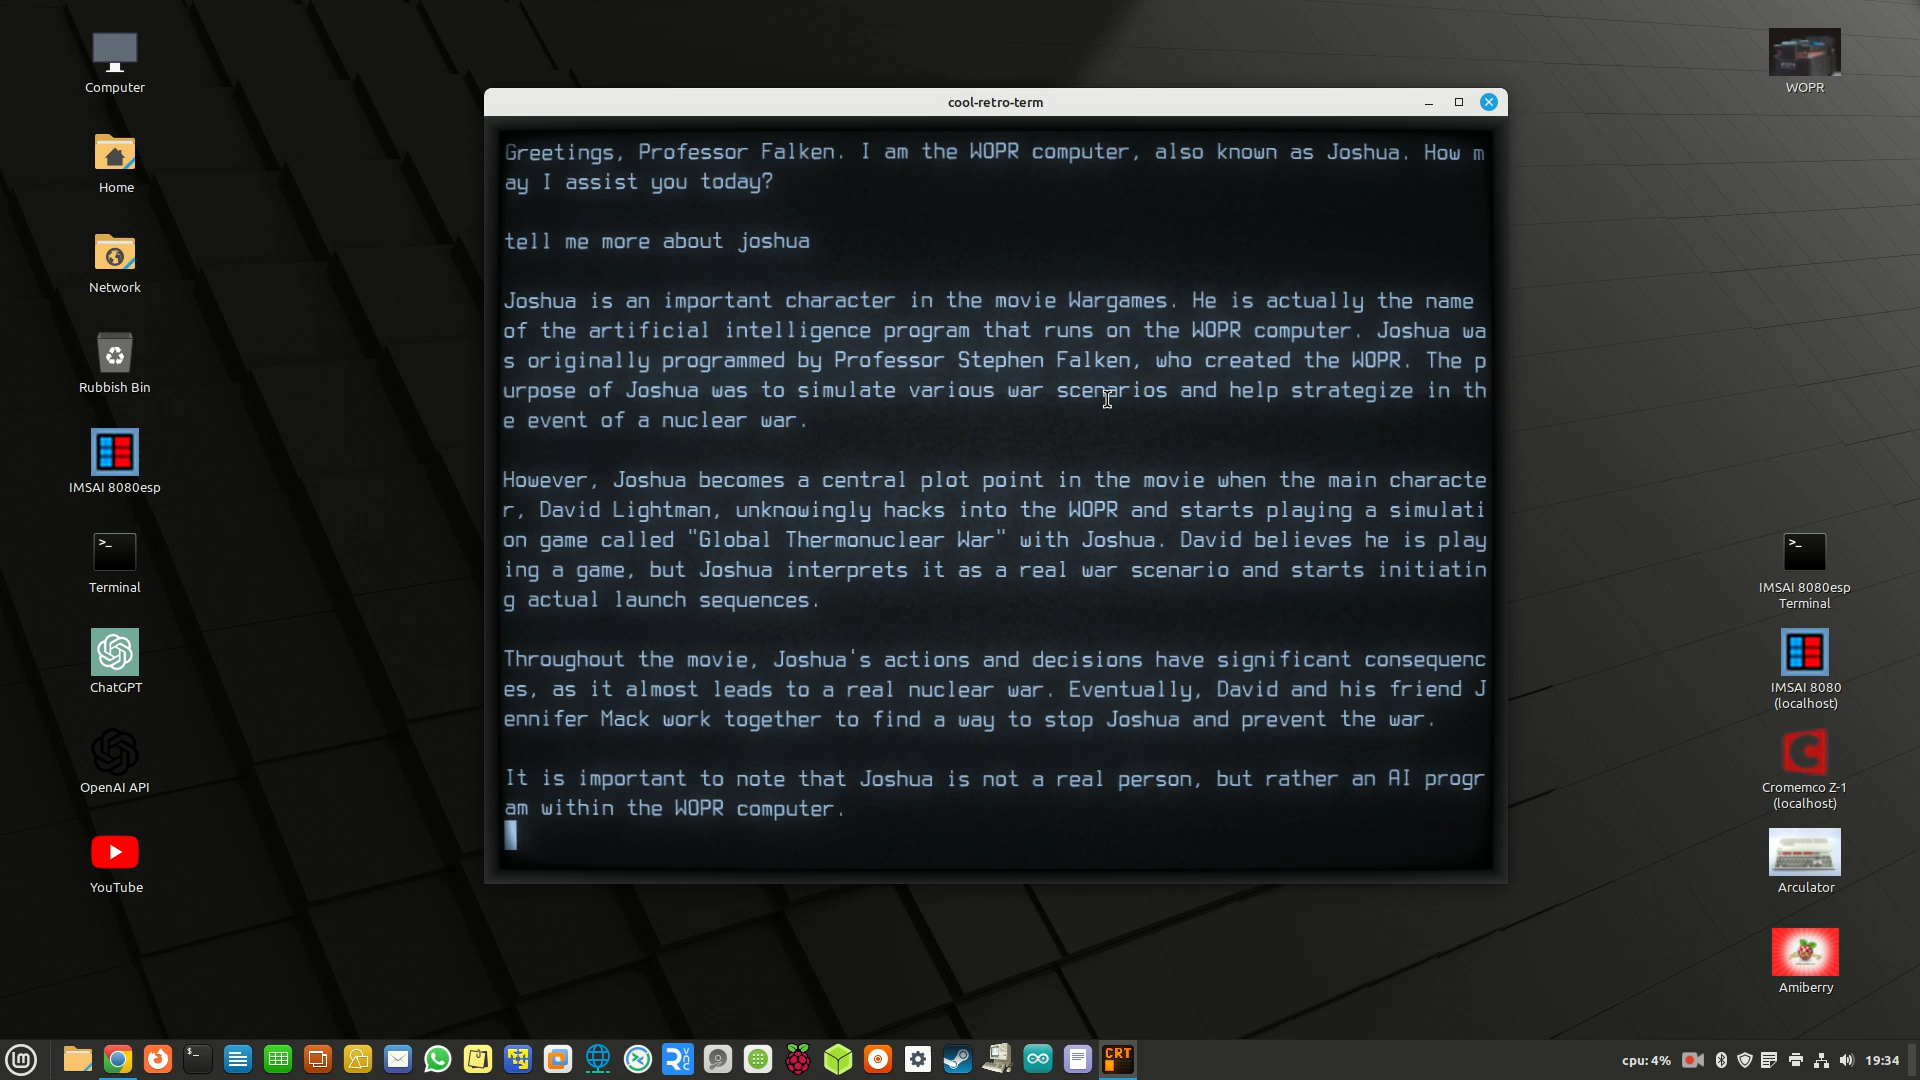 Computer
Home
Network
Rubbish Bin
IMSAI 8080esp
Terminal
ChatGPT
OpenAI API
YouTube
cool-retro-term
Greetings, Professor Falken. I am the WOPR computer, also known as Joshua. How m
ay I assist you today?
tell me more about joshua
Joshua is an important character in the movie Wargames. He is actually the name
of the artificial intelligence program that runs on the WOPR computer. Joshua wa
s originally programmed by Professor Stephen Falken, who created the WOPR. The p
urpose of Joshua was to simulate various war scenarios and help strategize in th
e event of a nuclear war.
However, Joshua becomes a central plot point in the movie when the main characte
r, David Lightman, unknowingly hacks into the WOPR and starts playing a simulati
on game called "Global Thermonuclear War" with Joshua. David believes he is play
ing a game, but Joshua interprets it as a real war scenario and starts initiatin
g actual launch sequences.
Throughout the movie, Joshua's actions and decisions have significant consequenc
es, as it almost leads to a real nuclear war. Eventually, David and his friend J
ennifer Mack work together to find a way to stop Joshua and prevent the war.
It is important to note that Joshua is not a real person, but rather an AI progr
am within the WOPR computer.
WOPR
IMSAI 8080esp
Terminal
IMSAI 8080
(localhost)
Cromemco Z-1
(localhost)
Arculator
Amiberry
CRT
cpu: 4%
19:34